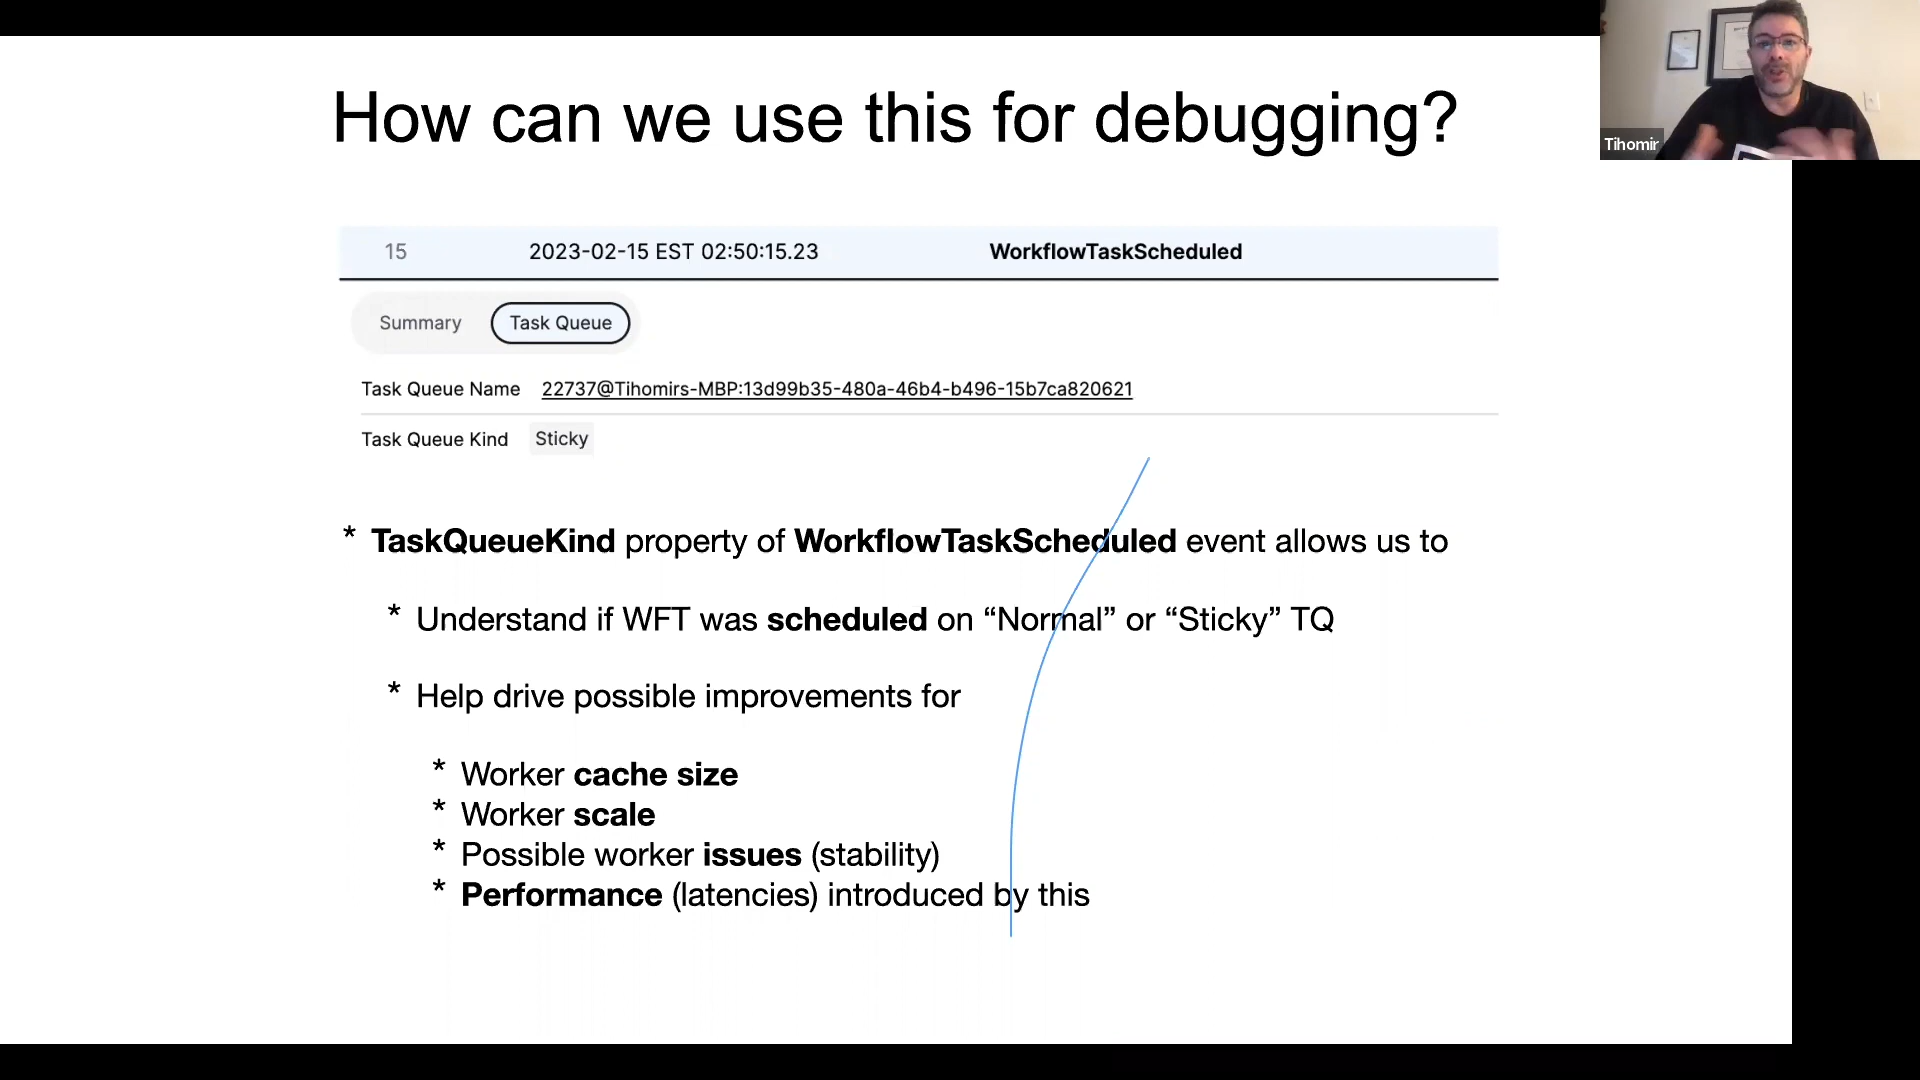 How can we use this for debugging?
Tihomir
15 2023-02-15 EST 02:50:15.23 WorkflowTaskScheduled
Summary Task Queue
Task Queue Name 22737@Tihomirs-MBP:13d99b35-480a-46b4-b496-15b7ca820621
Task Queue Kind Sticky
* TaskQueueKind property of WorkflowTaskScheduled event allows us to
* Understand if WFT was scheduled on “Normal” or “Sticky” TQ
* Help drive possible improvements for
* Worker cache size
* Worker scale
* Possible worker issues (stability)
* Performance (latencies) introduced by this